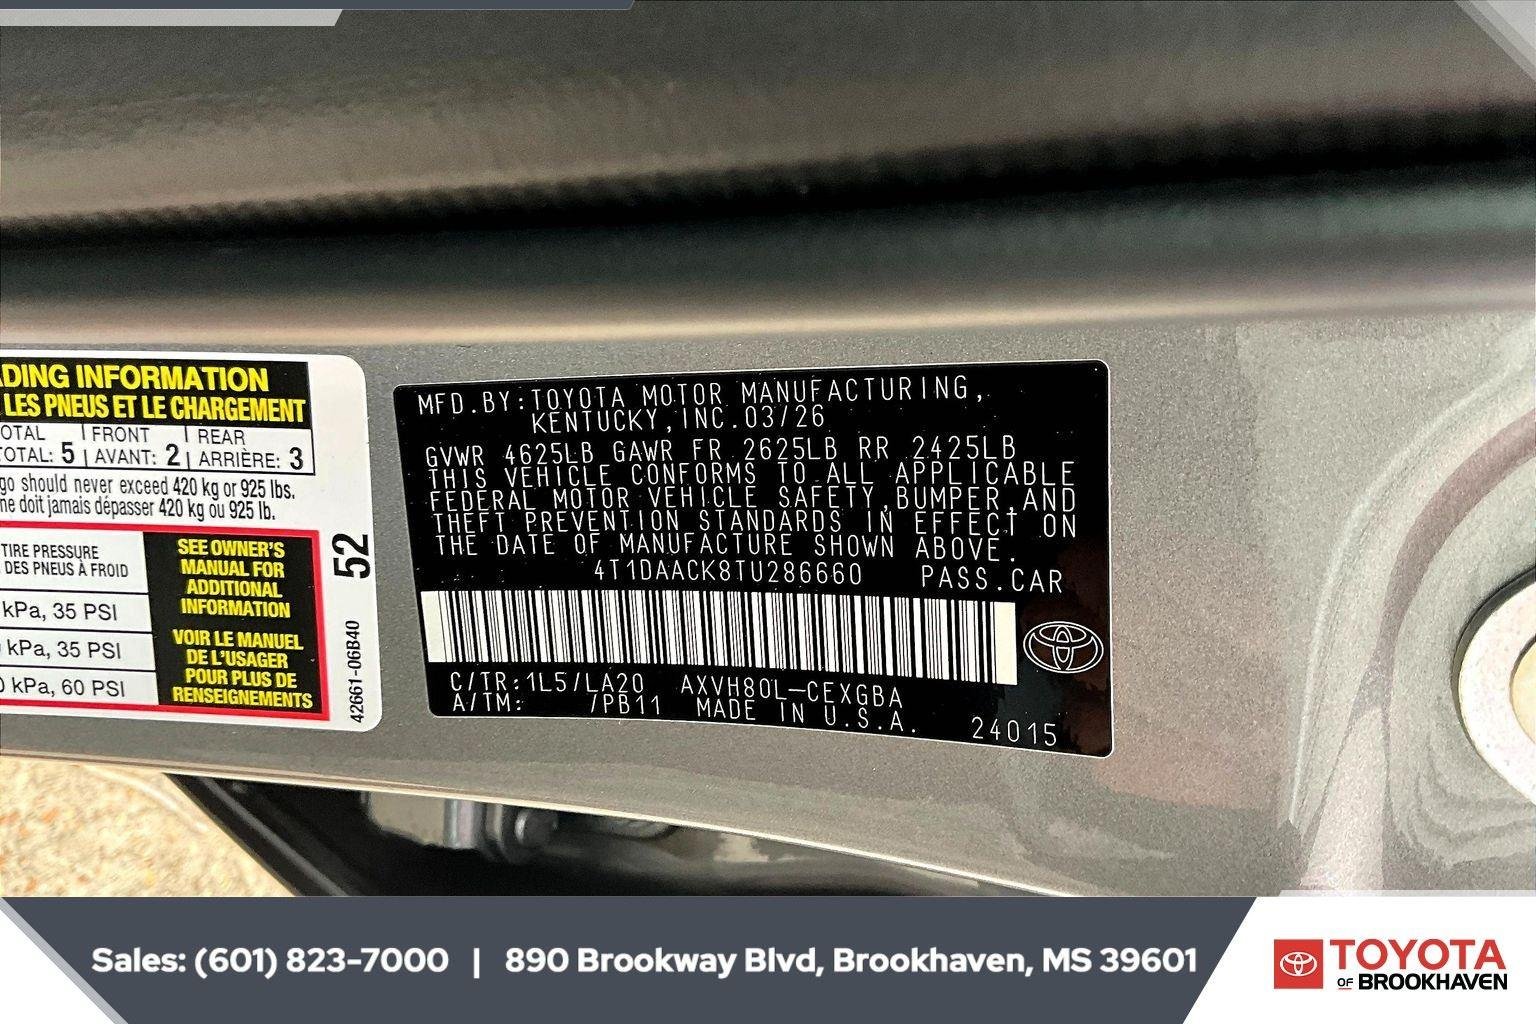 DING INFORMATION
LES PNEUS ET LE CHARGEMENT
OTAL | FRONT | REAR
OTAL: 5 | AVANT: 2 | ARRIÈRE: 3
go should never exceed 420 kg or 925 lbs.
ne doit jamais dépasser 420 kg ou 925 lb.
TIRE PRESSURE
DES PNEUS À FROID
kPa, 35 PSI
kPa, 35 PSI
0 kPa, 60 PSI
SEE OWNER'S
MANUAL FOR
ADDITIONAL
INFORMATION
VOIR LE MANUEL
DE L'USAGER
POUR PLUS DE
RENSEIGNEMENTS
52
42661-06B40
MFD.BY:TOYOTA MOTOR MANUFACTURING,
KENTUCKY,INC.03/26
GVWR 4625LB GAWR FR 2625LB RR 2425LB
THIS VEHICLE CONFORMS TO ALL APPLICABLE
FEDERAL MOTOR VEHICLE SAFETY,BUMPER,AND
THEFT PREVENTION STANDARDS IN EFFECT ON
THE DATE OF MANUFACTURE SHOWN ABOVE.
4T1DAACK8TU286660 PASS.CAR
C/TR:1L5/LA20 AXVH80L-CEXGBA
A/TM: /PB11 MADE IN U.S.A. 24015
Sales: (601) 823-7000 | 890 Brookway Blvd, Brookhaven, MS 39601
TOYOTA
OF BROOKHAVEN